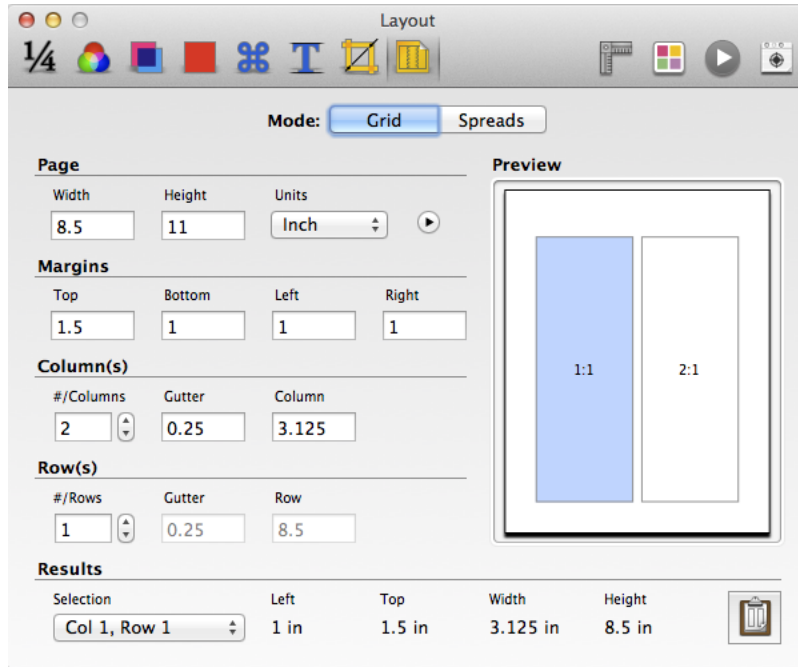 Layout
1/4 T
Mode: Grid Spreads
Page
Width Height Units
8.5 11 Inch
Margins
Top Bottom Left Right
1.5 1 1 1
Column(s)
#/Columns Gutter Column
2 0.25 3.125
Row(s)
#/Rows Gutter Row
1 0.25 8.5
Preview
1:1 2:1
Results
Selection Left Top Width Height
Col 1, Row 1 1 in 1.5 in 3.125 in 8.5 in